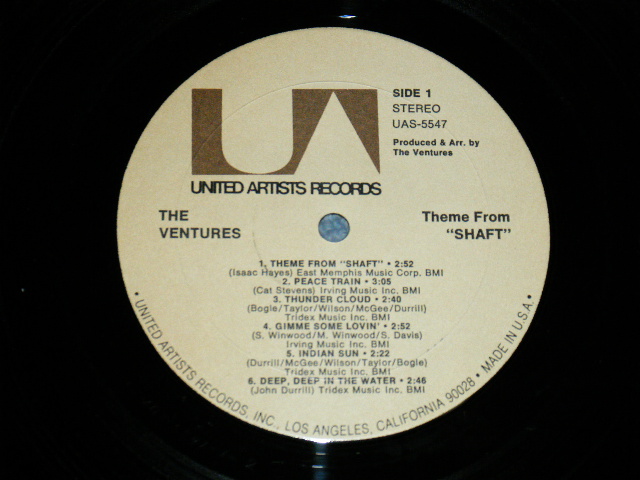 UA
UNITED ARTISTS RECORDS
SIDE 1
STEREO
UAS-5547
Produced & Arr. by
The Ventures
THE
VENTURES
Theme From
“SHAFT”
1. THEME FROM “SHAFT” • 2:52
(Isaac Hayes) East Memphis Music Corp. BMI
2. PEACE TRAIN • 3:05
(Cat Stevens) Irving Music Inc. BMI
3. THUNDER CLOUD • 2:40
(Bogle/Taylor/Wilson/McGee/Durrill)
Tridex Music Inc. BMI
4. GIMME SOME LOVIN' • 2:52
(S. Winwood/M. Winwood/S. Davis)
Irving Music Inc. BMI
5. INDIAN SUN • 2:22
(Durrill/McGee/Wilson/Taylor/Bogle)
Tridex Music Inc. BMI
6. DEEP, DEEP IN THE WATER • 2:46
(John Durrill) Tridex Music Inc. BMI
• UNITED ARTISTS RECORDS, INC., LOS ANGELES, CALIFORNIA 90028 • MADE IN U.S.A. •